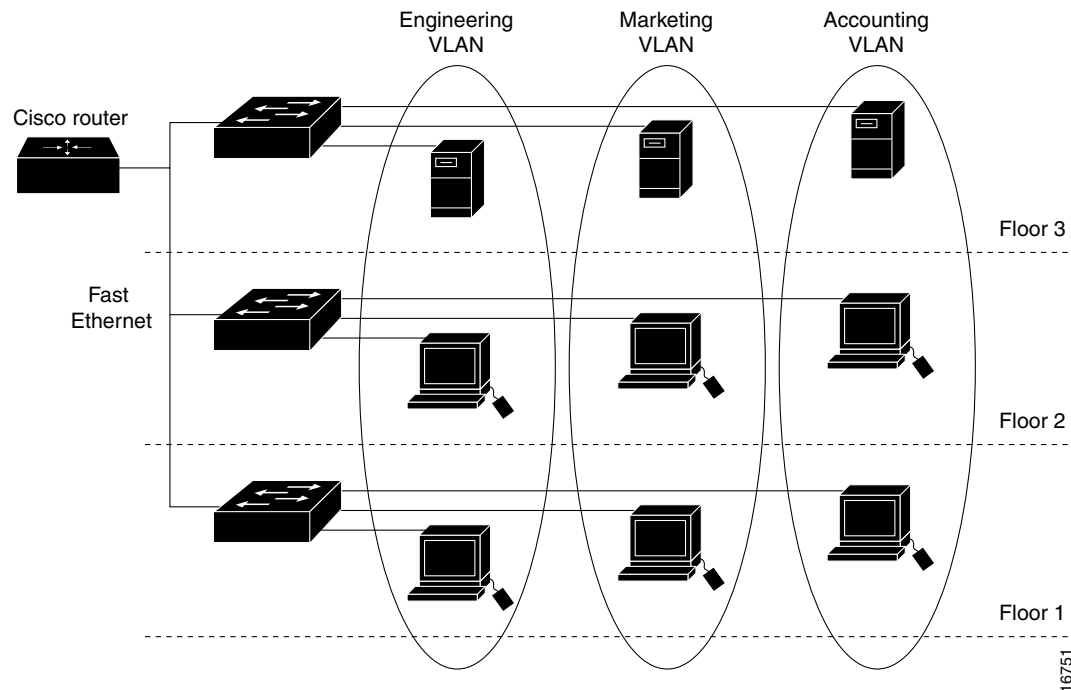 Engineering
VLAN
Marketing
VLAN
Accounting
VLAN
Cisco router
Floor 3
Fast
Ethernet
Floor 2
Floor 1
16751